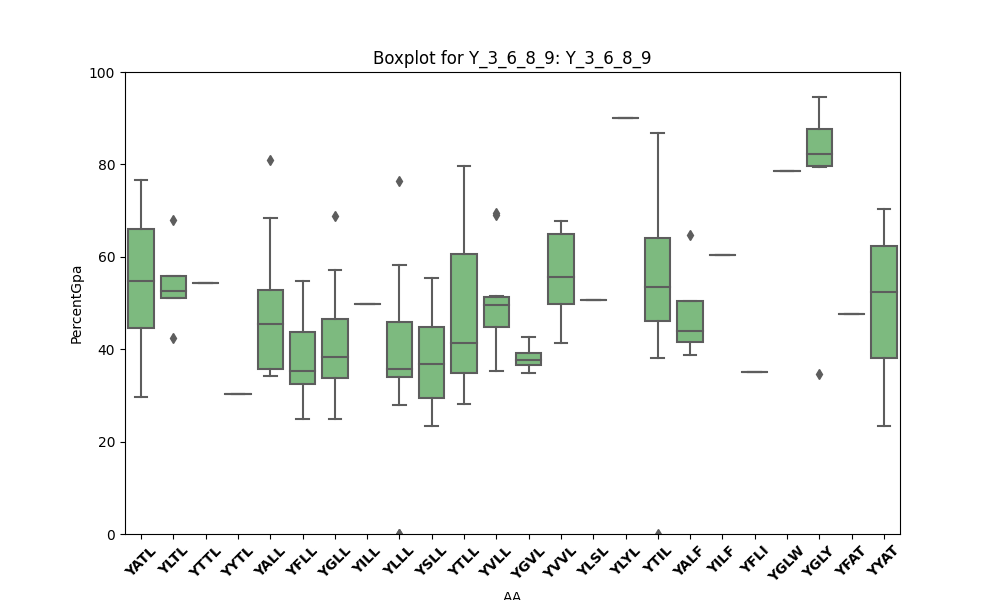 Boxplot for Y_3_6_8_9: Y_3_6_8_9
PercentGpa
100
80
60
40
20
0
YATL
YLTL
YTTL
YYTL
YALL
YFLL
YGLL
YILL
YLLL
YSLL
YTLL
YVLL
YGVL
YVVL
YLSL
YLYL
YTIL
YALF
YILF
YFLI
YGLW
YGLY
YFAT
YYAT
AA